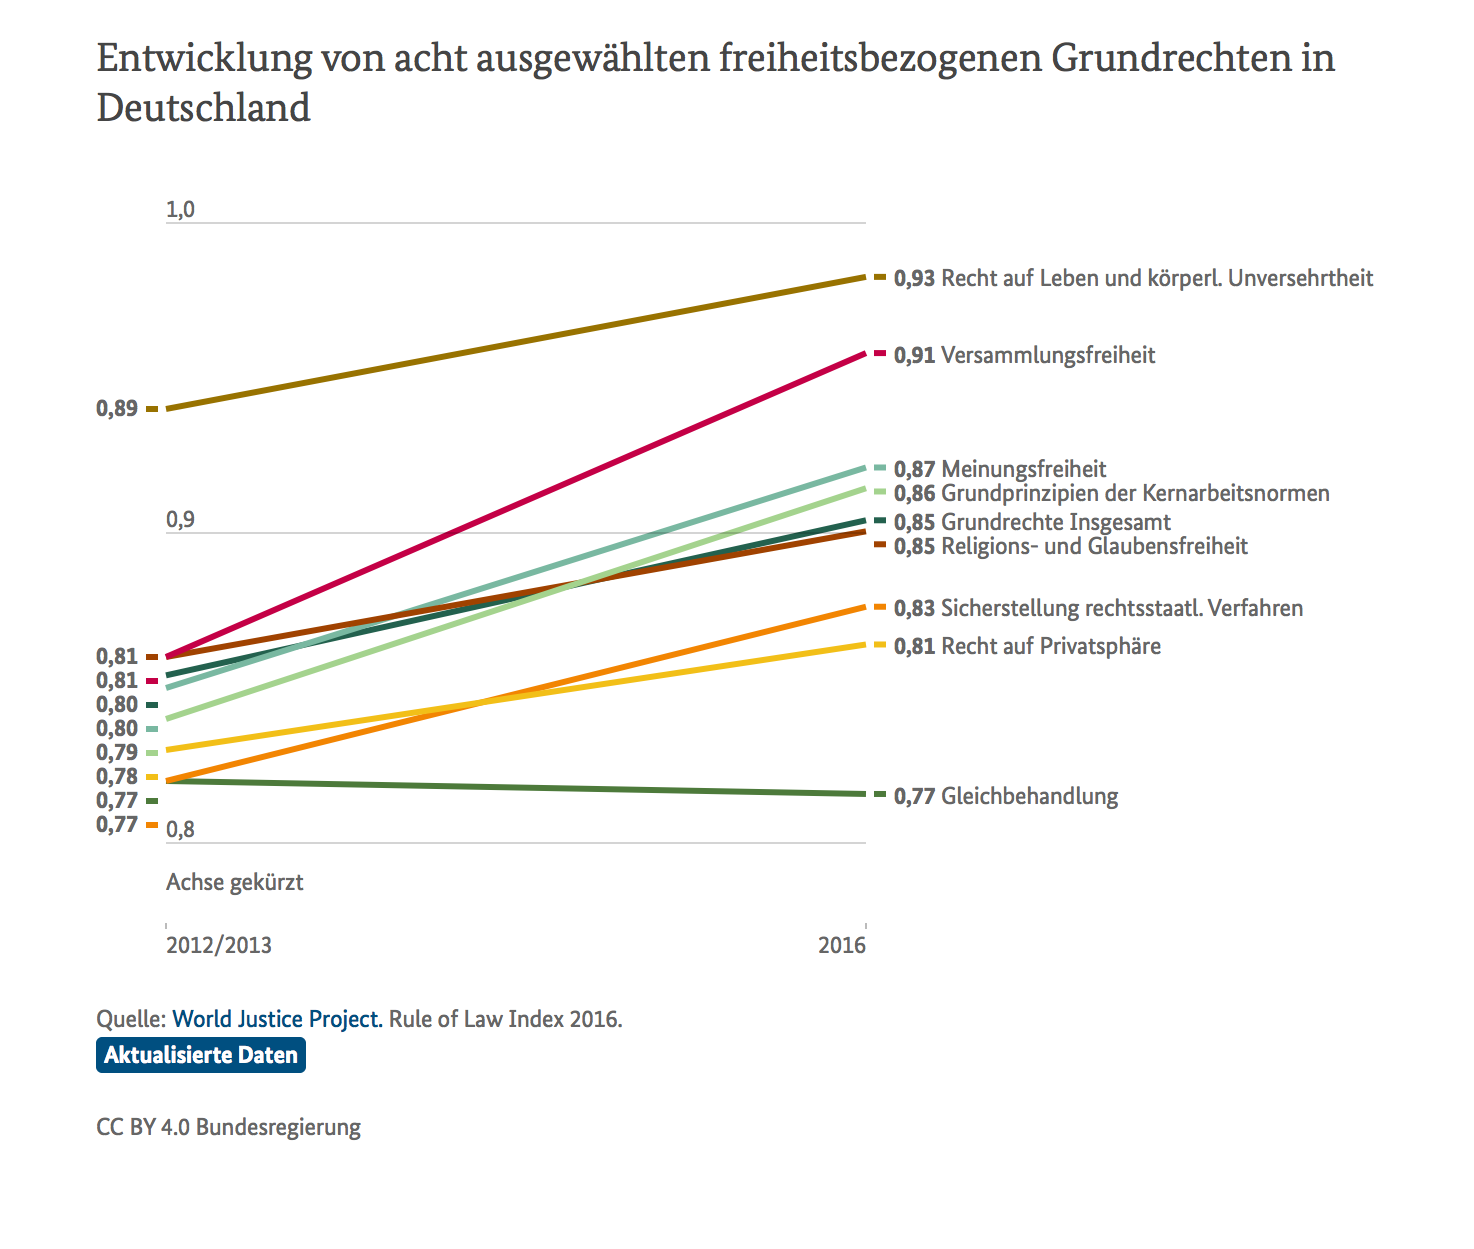 Entwicklung von acht ausgewählten freiheitsbezogenen Grundrechten in
Deutschland
1,0
0,93 Recht auf Leben und körperl. Unversehrtheit
0,91 Versammlungsfreiheit
0,89
0,87 Meinungsfreiheit
0,86 Grundprinzipien der Kernarbeitsnormen
0,9
0,85 Grundrechte Insgesamt
0,85 Religions- und Glaubensfreiheit
0,83 Sicherstellung rechtsstaatl. Verfahren
0,81 Recht auf Privatsphäre
0,81
0,81
0,80
0,80
0,79
0,78
0,77
0,77 Gleichbehandlung
0,77
0,8
Achse gekürzt
2012/2013
2016
Quelle: World Justice Project. Rule of Law Index 2016.
Aktualisierte Daten
CC BY 4.0 Bundesregierung